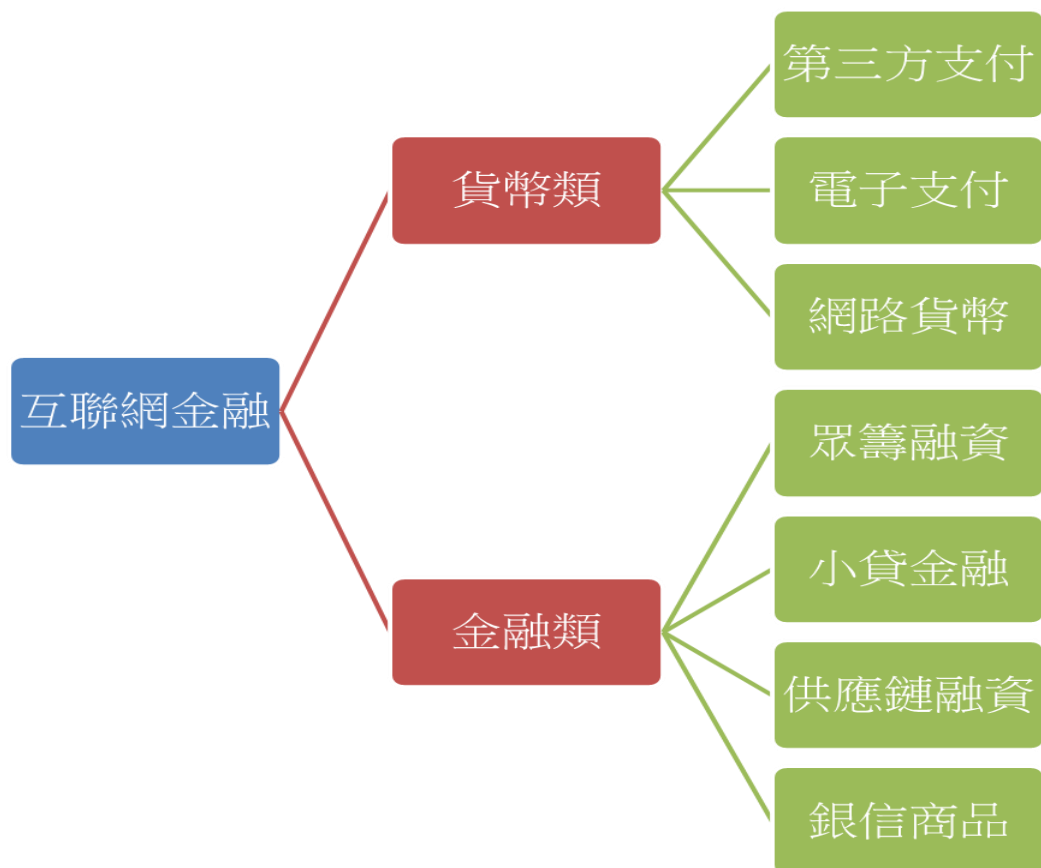 互聯網金融
貨幣類
第三方支付
電子支付
網路貨幣
金融類
眾籌融資
小貸金融
供應鏈融資
銀信商品